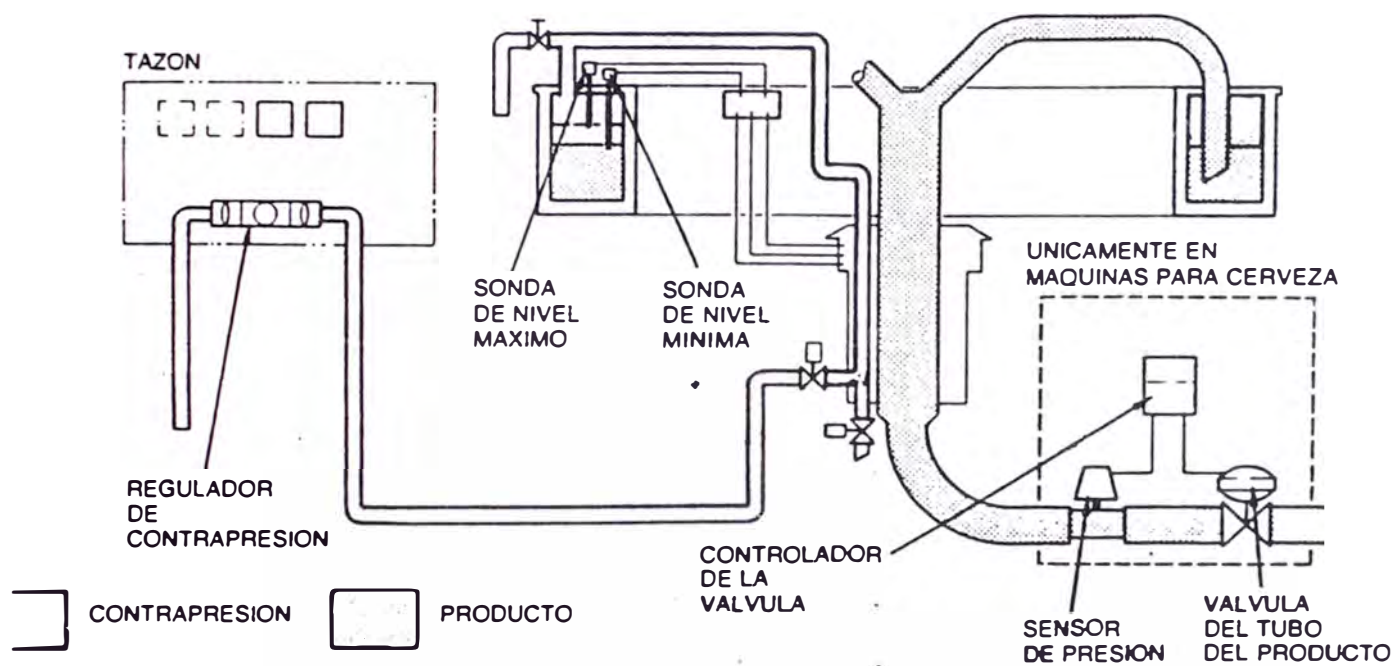 TAZON
SONDA
DE NIVEL
MAXIMO
SONDA
DE NIVEL
MINIMA
UNICAMENTE EN
MAQUINAS PARA CERVEZA
REGULADOR
DE
CONTRAPRESION
CONTROLADOR
DE LA
VALVULA
SENSOR
DE PRESION
VALVULA
DEL TUBO
DEL PRODUCTO
CONTRAPRESION
PRODUCTO